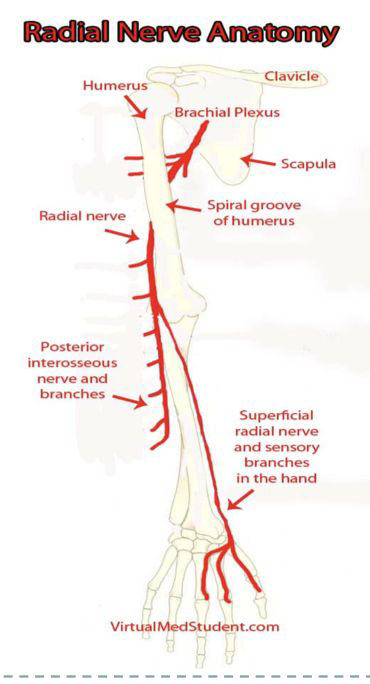 Radial Nerve Anatomy
Clavicle
Humerus
Brachial Plexus
Scapula
Spiral groove
of humerus
Radial nerve
Posterior
interosseous
nerve and
branches
Superficial
radial nerve
and sensory
branches
in the hand
VirtualMedStudent.com